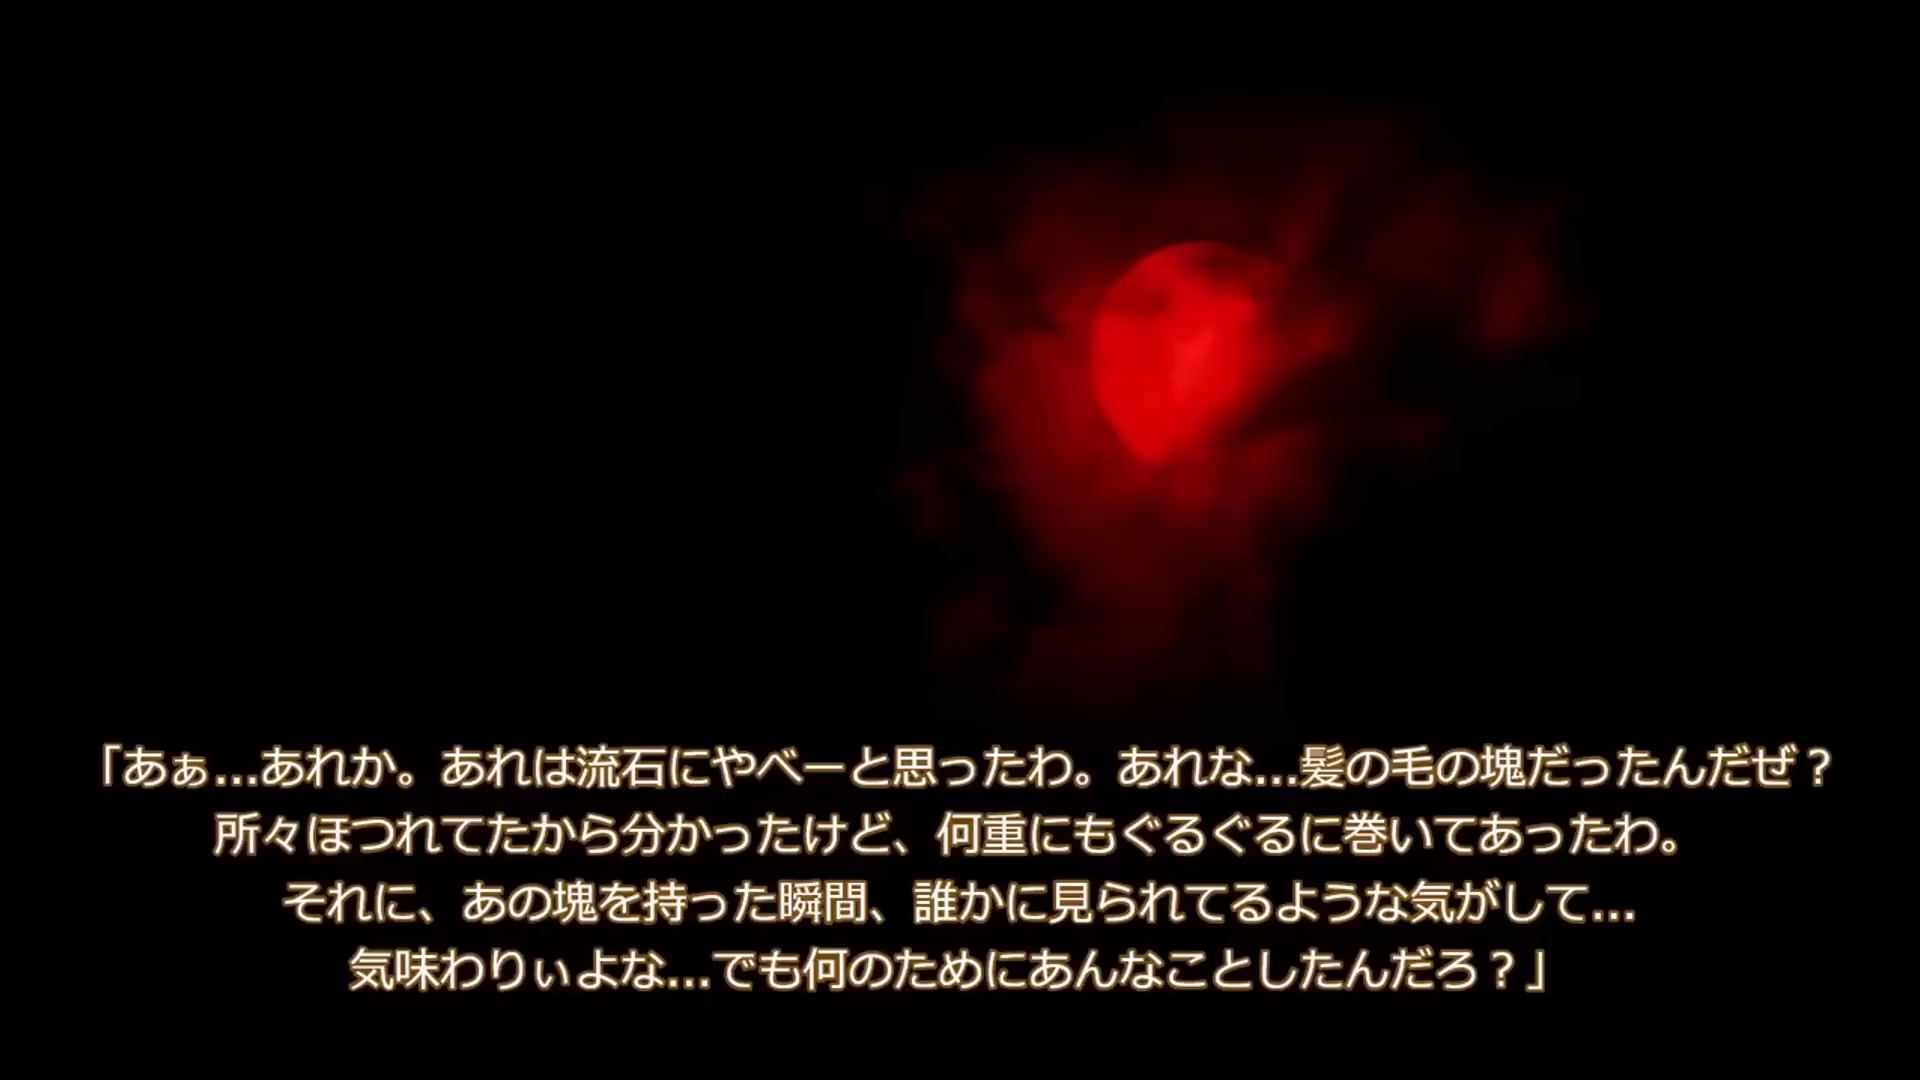 「あぁ…あれか。あれは流石にやべーと思ったわ。あれな…髪の毛の塊だったんだぜ？
所々ほつれてたから分かったけど、何重にもぐるぐるに巻いてあったわ。
それに、あの塊を持った瞬間、誰かに見られてるような気がして…
気味わりぃよな…でも何のためにあんなことしたんだろ？」